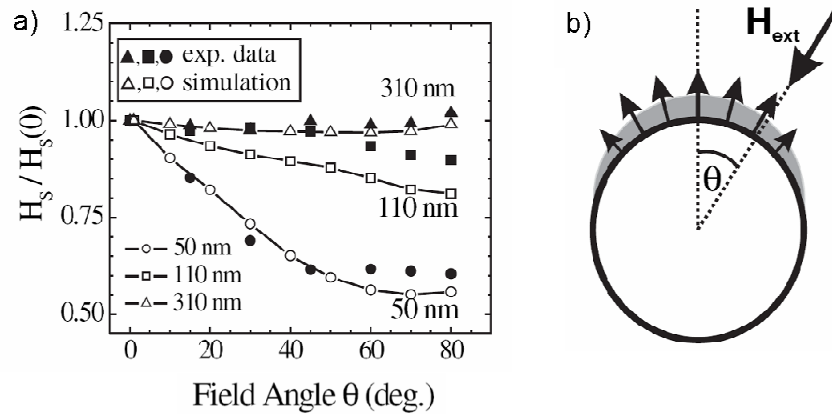 a)
1.25
1.00
0.75
0.50
H_S / H_S(0)
▲,■,● exp. data
△,□,○ simulation
310 nm
110 nm
50 nm
50 nm
110 nm
310 nm
0
20
40
60
80
Field Angle θ (deg.)
b)
H_ext
θ